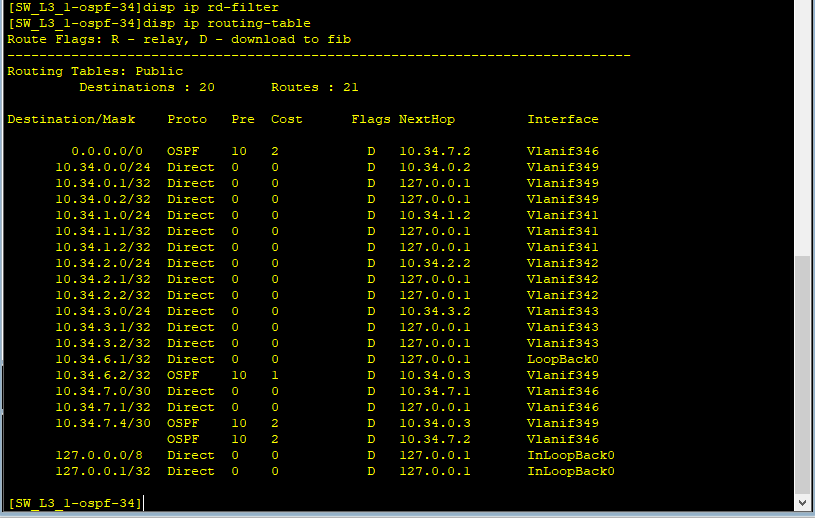 [SW_L3_1-ospf-34]disp ip rd-filter
[SW_L3_1-ospf-34]disp ip routing-table
Route Flags: R - relay, D - download to fib
------------------------------------------------------------------------------
Routing Tables: Public
         Destinations : 20       Routes : 21

Destination/Mask    Proto   Pre  Cost      Flags NextHop         Interface

        0.0.0.0/0   OSPF    10   2           D   10.34.7.2       Vlanif346
      10.34.0.0/24  Direct  0    0           D   10.34.0.2       Vlanif349
      10.34.0.1/32  Direct  0    0           D   127.0.0.1       Vlanif349
      10.34.0.2/32  Direct  0    0           D   127.0.0.1       Vlanif349
      10.34.1.0/24  Direct  0    0           D   10.34.1.2       Vlanif341
      10.34.1.1/32  Direct  0    0           D   127.0.0.1       Vlanif341
      10.34.1.2/32  Direct  0    0           D   127.0.0.1       Vlanif341
      10.34.2.0/24  Direct  0    0           D   10.34.2.2       Vlanif342
      10.34.2.1/32  Direct  0    0           D   127.0.0.1       Vlanif342
      10.34.2.2/32  Direct  0    0           D   127.0.0.1       Vlanif342
      10.34.3.0/24  Direct  0    0           D   10.34.3.2       Vlanif343
      10.34.3.1/32  Direct  0    0           D   127.0.0.1       Vlanif343
      10.34.3.2/32  Direct  0    0           D   127.0.0.1       Vlanif343
      10.34.6.1/32  Direct  0    0           D   127.0.0.1       LoopBack0
      10.34.6.2/32  OSPF    10   1           D   10.34.0.3       Vlanif349
      10.34.7.0/30  Direct  0    0           D   10.34.7.1       Vlanif346
      10.34.7.1/32  Direct  0    0           D   127.0.0.1       Vlanif346
      10.34.7.4/30  OSPF    10   2           D   10.34.0.3       Vlanif349
                    OSPF    10   2           D   10.34.7.2       Vlanif346
      127.0.0.0/8   Direct  0    0           D   127.0.0.1       InLoopBack0
      127.0.0.1/32  Direct  0    0           D   127.0.0.1       InLoopBack0

[SW_L3_1-ospf-34]